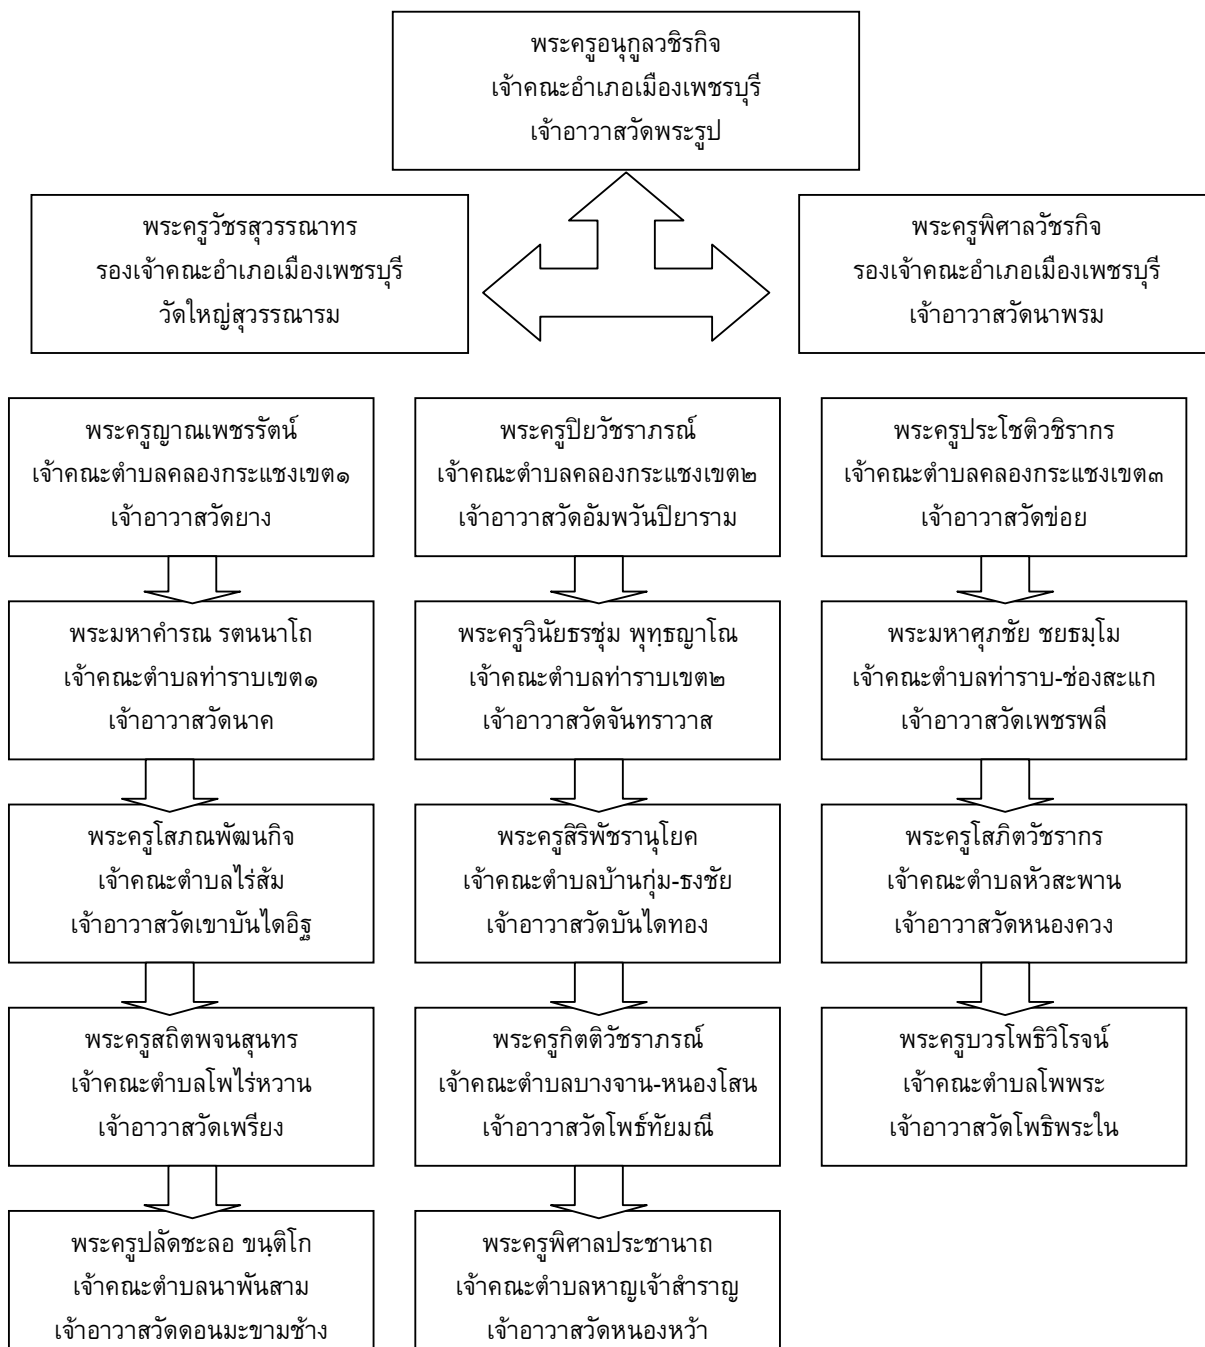 พระครูอนุกูลวชิรกิจ
เจ้าคณะอำเภอเมืองเพชรบุรี
เจ้าอาวาสวัดพระรูป
พระครูวัชรสุวรรณาทร
รองเจ้าคณะอำเภอเมืองเพชรบุรี
วัดใหญ่สุวรรณารม
พระครูพิศาลวัชรกิจ
รองเจ้าคณะอำเภอเมืองเพชรบุรี
เจ้าอาวาสวัดนาพรม
พระครูญาณเพชรรัตน์
เจ้าคณะตำบลคลองกระแชงเขต๑
เจ้าอาวาสวัดยาง
พระครูปิยวัชราภรณ์
เจ้าคณะตำบลคลองกระแชงเขต๒
เจ้าอาวาสวัดอัมพวันปิยาราม
พระครูประโชติวชิรากร
เจ้าคณะตำบลคลองกระแชงเขต๓
เจ้าอาวาสวัดข่อย
พระมหาคำรณ รตนนาโถ
เจ้าคณะตำบลท่าราบเขต๑
เจ้าอาวาสวัดนาค
พระครูวินัยธรชุ่ม พุทฺธญาโณ
เจ้าคณะตำบลท่าราบเขต๒
เจ้าอาวาสวัดจันทราวาส
พระมหาศุภชัย ชยธมฺโม
เจ้าคณะตำบลท่าราบ-ช่องสะแก
เจ้าอาวาสวัดเพชรพลี
พระครูโสภณพัฒนกิจ
เจ้าคณะตำบลไร่ส้ม
เจ้าอาวาสวัดเขาบันไดอิฐ
พระครูสิริพัชรานุโยค
เจ้าคณะตำบลบ้านกุ่ม-ธงชัย
เจ้าอาวาสวัดบันไดทอง
พระครูโสภิตวัชรากร
เจ้าคณะตำบลหัวสะพาน
เจ้าอาวาสวัดหนองควง
พระครูสถิตพจนสุนทร
เจ้าคณะตำบลโพไร่หวาน
เจ้าอาวาสวัดเพรียง
พระครูกิตติวัชราภรณ์
เจ้าคณะตำบลบางจาน-หนองโสน
เจ้าอาวาสวัดโพธ์ทัยมณี
พระครูบวรโพธิวิโรจน์
เจ้าคณะตำบลโพพระ
เจ้าอาวาสวัดโพธิพระใน
พระครูปลัดชะลอ ขนฺติโก
เจ้าคณะตำบลนาพันสาม
เจ้าอาวาสวัดดอนมะขามช้าง
พระครูพิศาลประชานาถ
เจ้าคณะตำบลหาญเจ้าสำราญ
เจ้าอาวาสวัดหนองหว้า